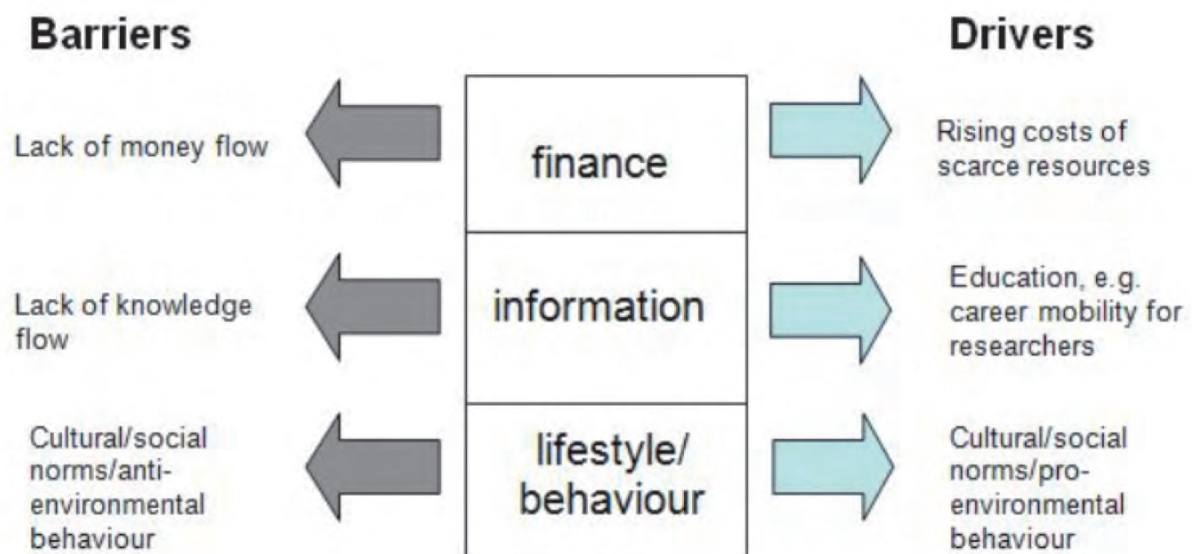 Barriers
Drivers
Lack of money flow
finance
Rising costs of
scarce resources
Lack of knowledge
flow
information
Education, e.g.
career mobility for
researchers
Cultural/social
norms/anti-
environmental
behaviour
lifestyle/
behaviour
Cultural/social
norms/pro-
environmental
behaviour